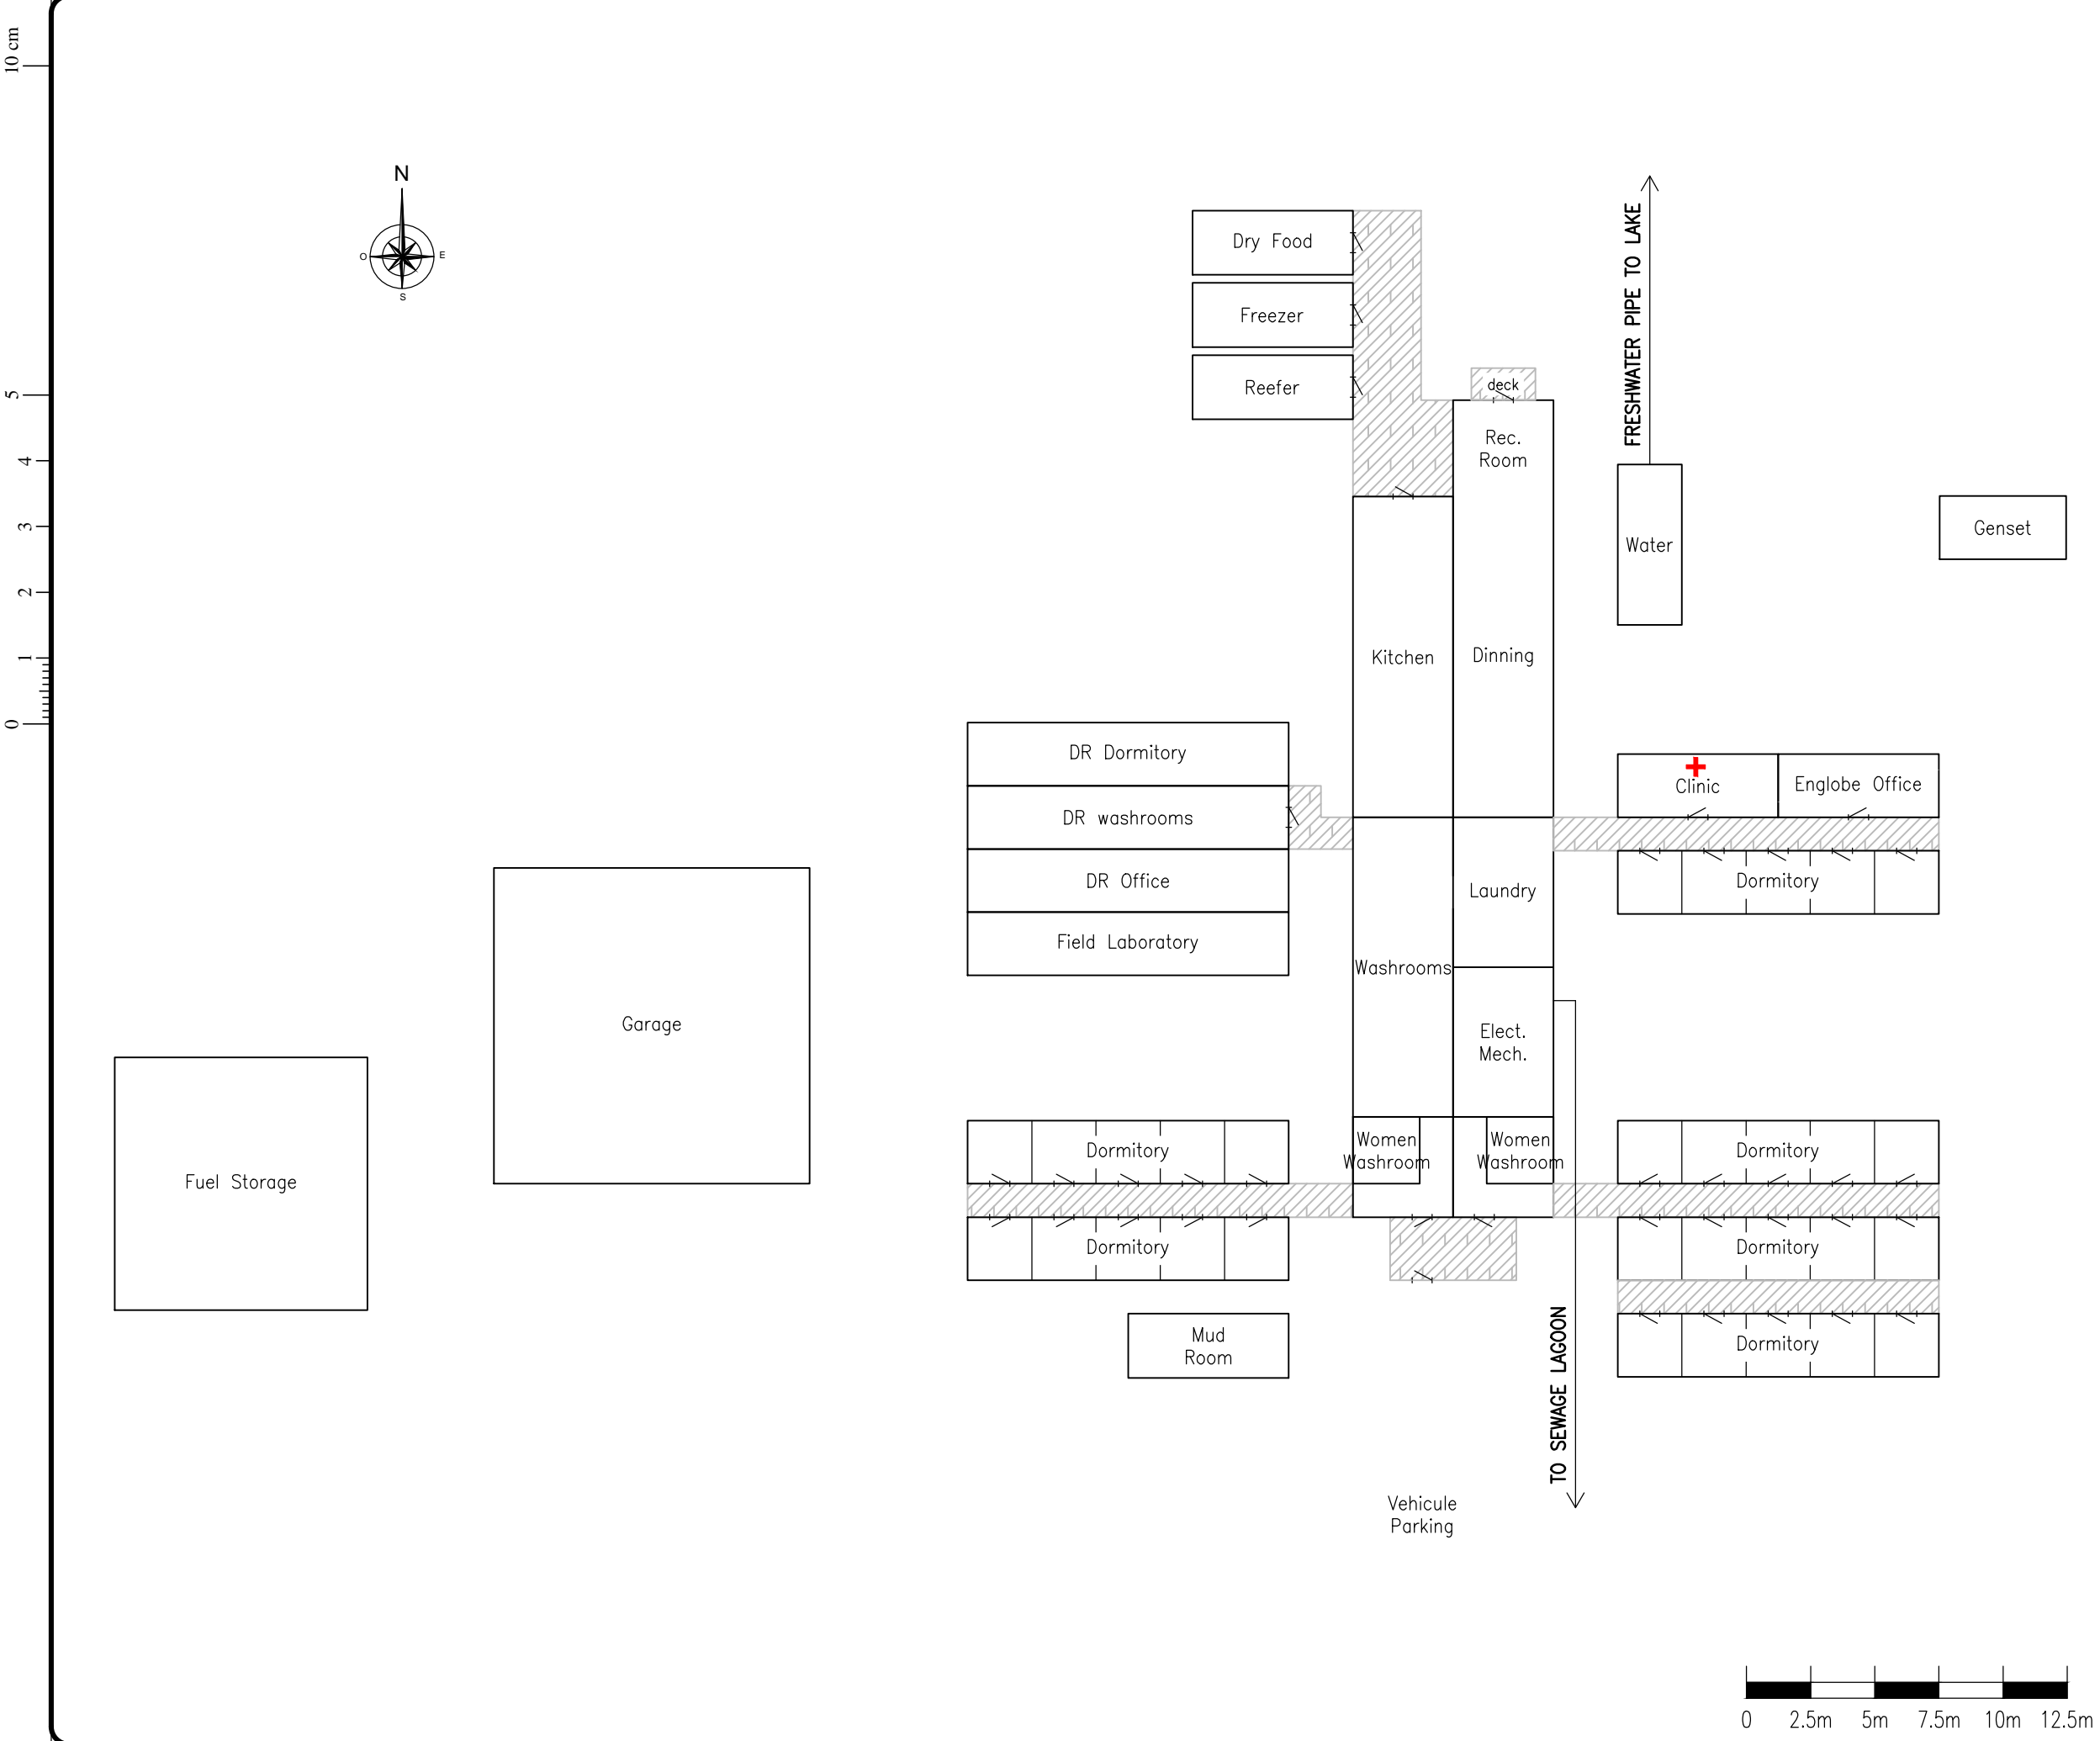 10 cm
5
4
3
2
1
0
N
O
E
S
Dry Food
Freezer
Reefer
deck
Rec.
Room
FRESHWATER PIPE TO LAKE
Water
Genset
Kitchen
Dinning
DR Dormitory
DR washrooms
DR Office
Field Laboratory
Clinic
Englobe Office
Dormitory
Laundry
Washrooms
Elect.
Mech.
Garage
Fuel Storage
Dormitory
Women
Washroom
Women
Washroom
Dormitory
Dormitory
Dormitory
Mud
Room
Dormitory
TO SEWAGE LAGOON
Vehicule
Parking
0 2.5m 5m 7.5m 10m 12.5m